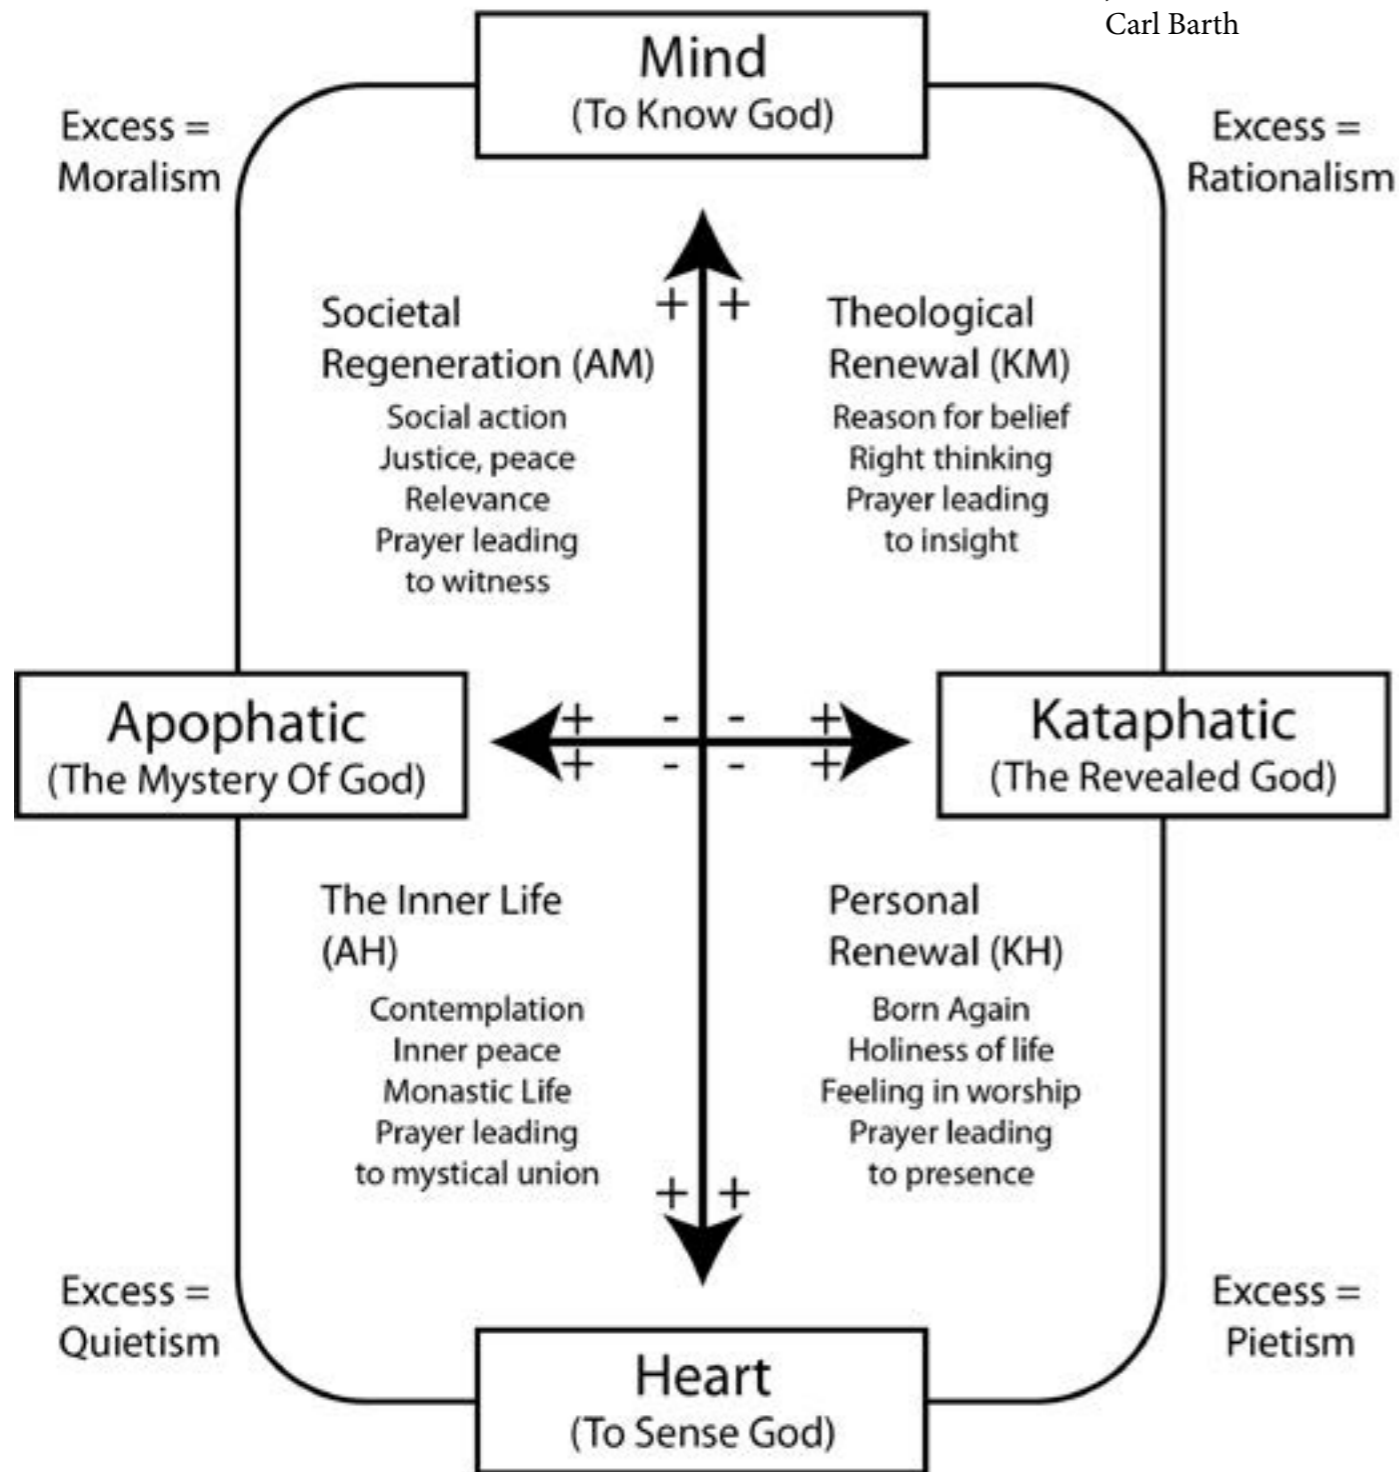 Carl Barth
Mind
(To Know God)
Excess =
Moralism
Excess =
Rationalism
+ +
Societal
Regeneration (AM)
Social action
Justice, peace
Relevance
Prayer leading
to witness
Theological
Renewal (KM)
Reason for belief
Right thinking
Prayer leading
to insight
Apophatic
(The Mystery Of God)
+ - - +
+ - - +
Kataphatic
(The Revealed God)
The Inner Life
(AH)
Contemplation
Inner peace
Monastic Life
Prayer leading
to mystical union
Personal
Renewal (KH)
Born Again
Holiness of life
Feeling in worship
Prayer leading
to presence
+ +
Excess =
Quietism
Excess =
Pietism
Heart
(To Sense God)